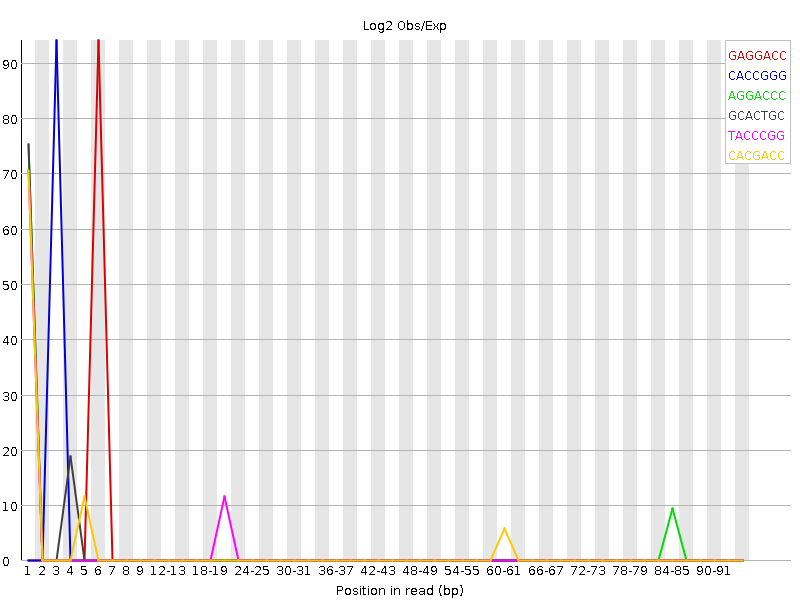 Log2 Obs/Exp
GAGGACC
CACCGGG
AGGACCC
GCACTGC
TACCCGG
CACGACC
90
80
70
60
50
40
30
20
10
0
1 2 3 4 5 6 7 8 9 12-13 18-19 24-25 30-31 36-37 42-43 48-49 54-55 60-61 66-67 72-73 78-79 84-85 90-91
Position in read (bp)